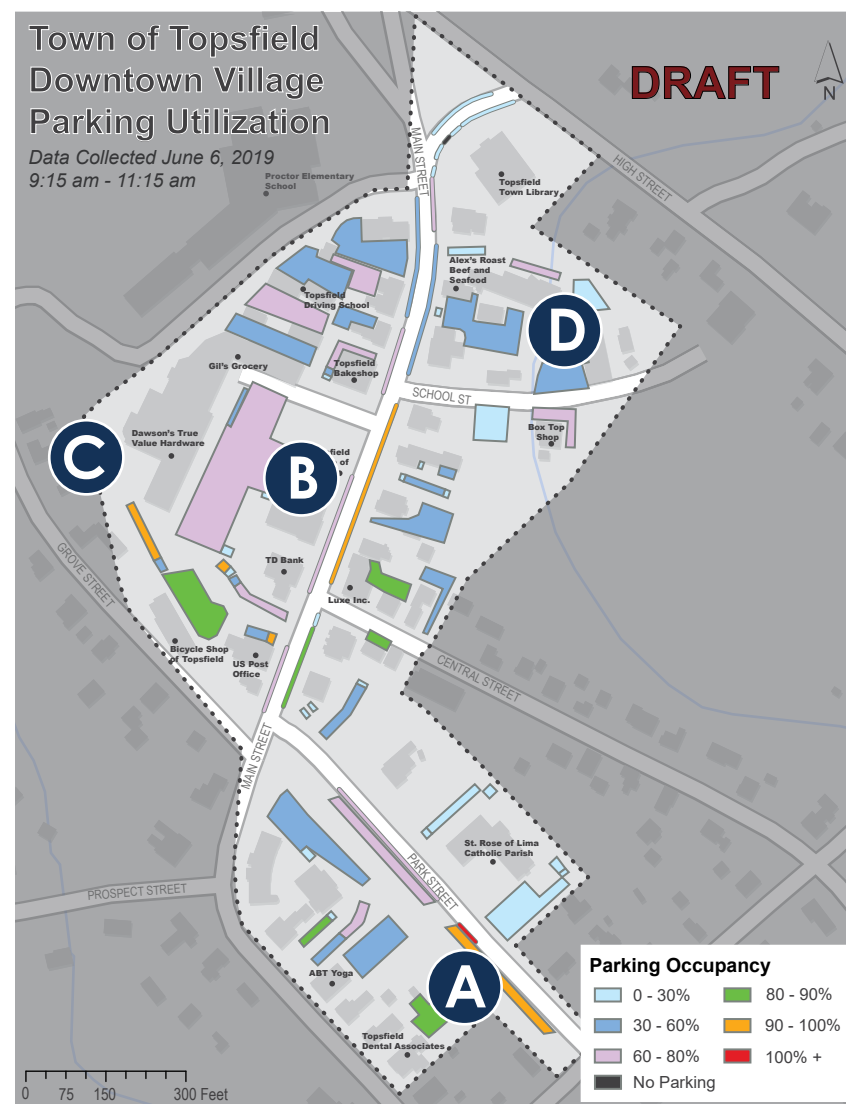 Town of Topsfield
Downtown Village
Parking Utilization
Data Collected June 6, 2019
9:15 am - 11:15 am
DRAFT
N
Proctor Elementary
School
MAIN STREET
HIGH STREET
Topsfield
Town Library
Alex's Roast
Beef and
Seafood
Topsfield
Driving School
D
Gil's Grocery
Topsfield
Bakeshop
SCHOOL ST
Box Top
Shop
Dawson's True
Value Hardware
C
B
of
GROVE STREET
TD Bank
Luxe Inc.
Bicycle Shop
of Topsfield
US Post
Office
CENTRAL STREET
MAIN STREET
St. Rose of Lima
Catholic Parish
PARK STREET
PROSPECT STREET
ABT Yoga
A
Topsfield
Dental Associates
Parking Occupancy
0 - 30%
30 - 60%
60 - 80%
80 - 90%
90 - 100%
100% +
No Parking
0 75 150 300 Feet